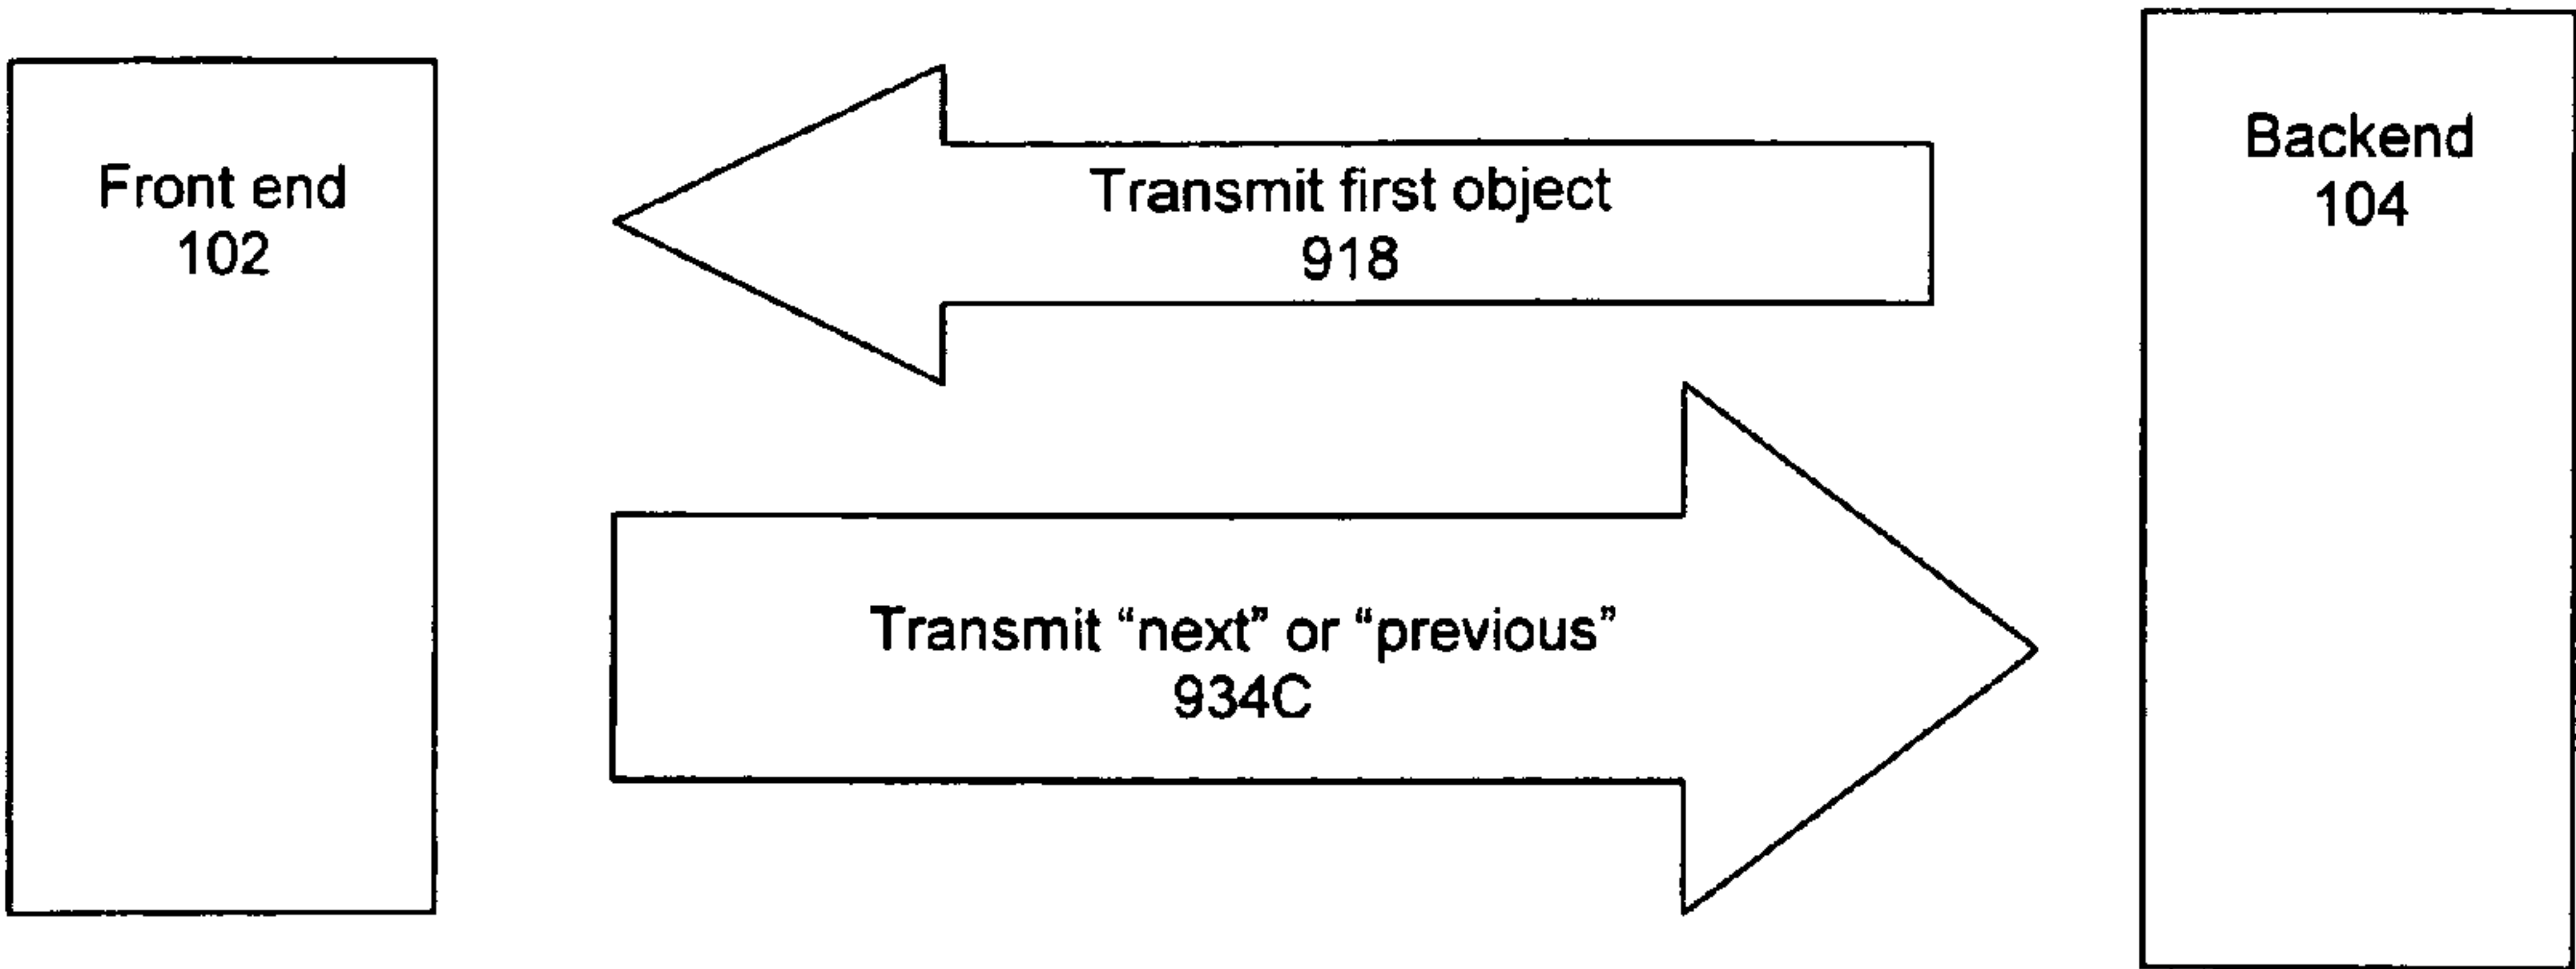 Front end
102
Transmit first object
918
Backend
104
Transmit “next” or “previous”
934C